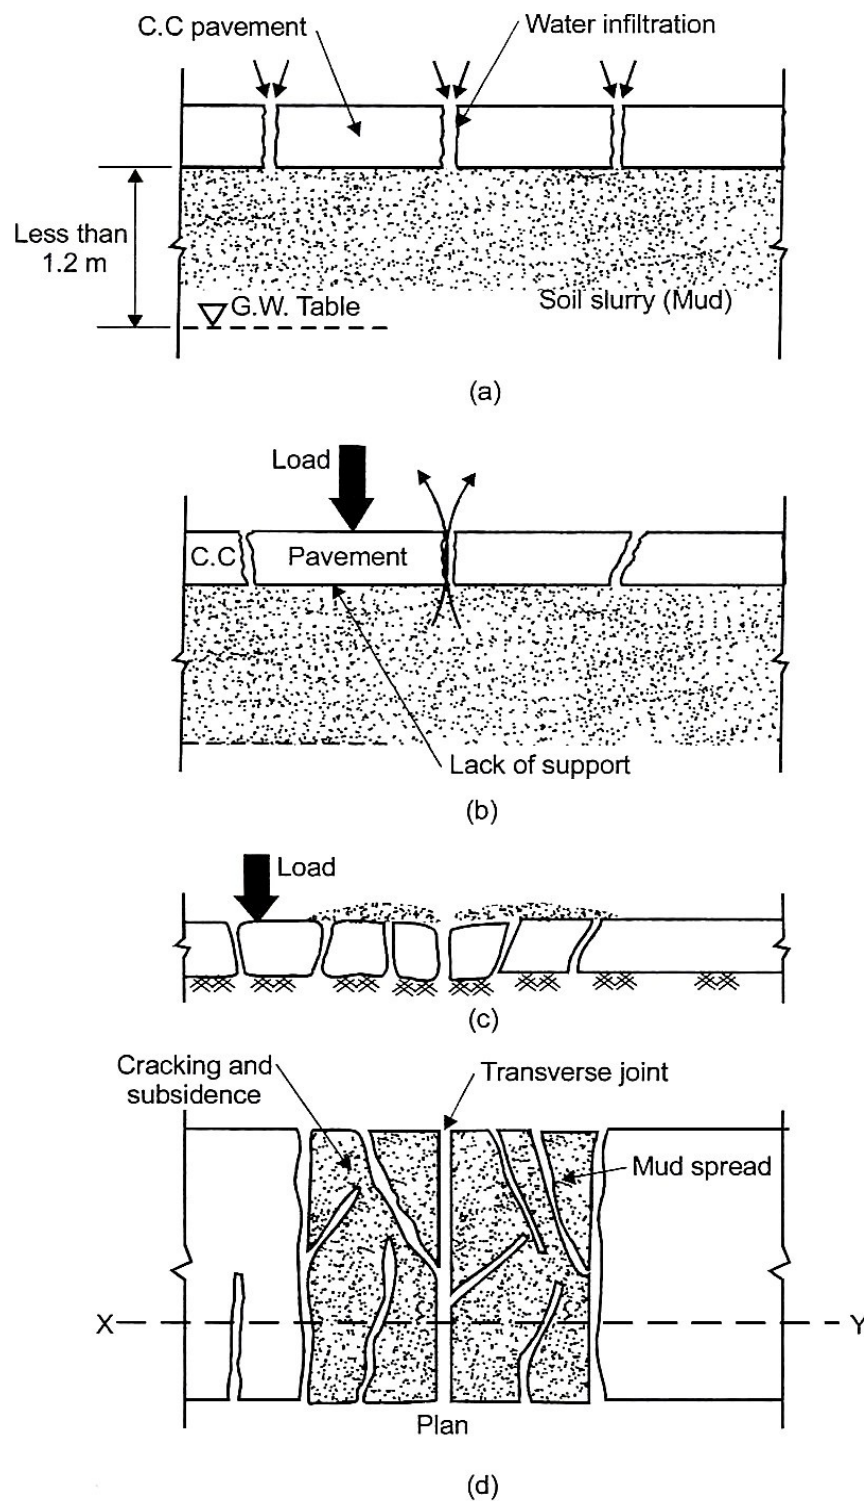 C.C pavement
Water infiltration
Less than
1.2 m
G.W. Table
Soil slurry (Mud)
(a)
Load
C.C
Pavement
Lack of support
(b)
Load
(c)
Cracking and
subsidence
Transverse joint
Mud spread
X
Y
Plan
(d)